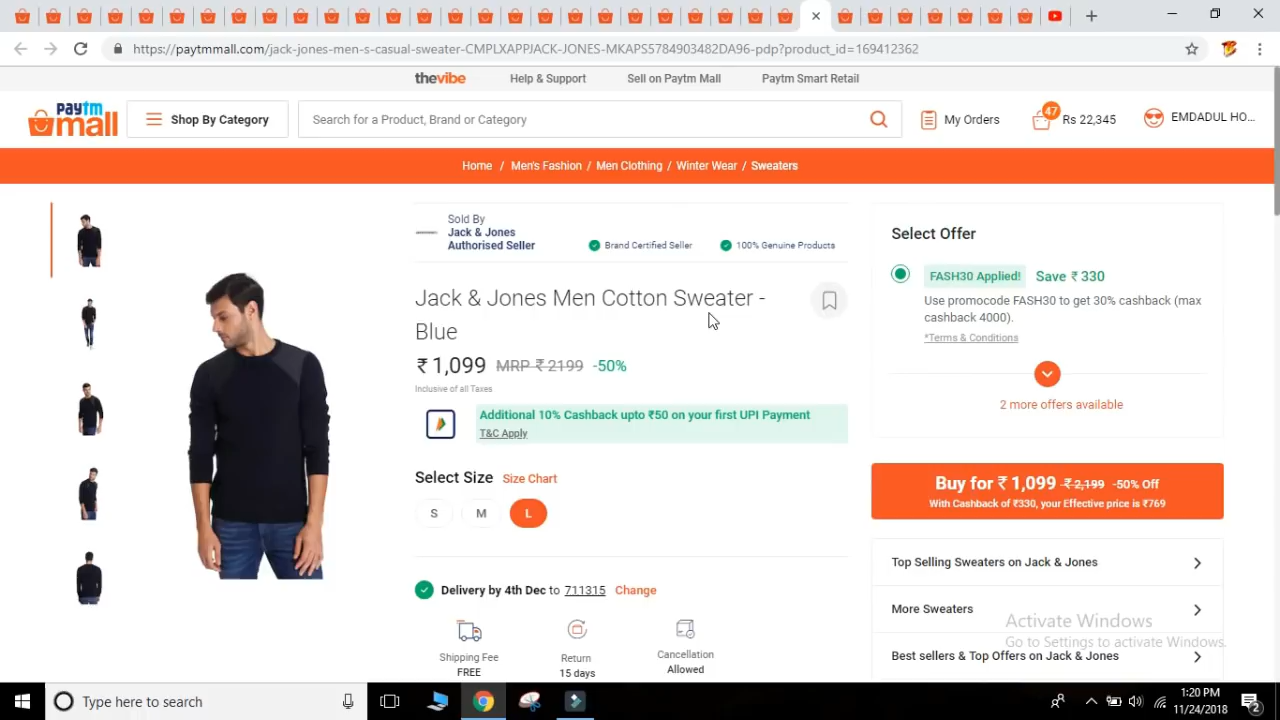 https://paytmmall.com/jack-jones-men-s-casual-sweater-CMPLXAPPJACK-JONES-MKAPS5784903482DA96-pdp?product_id=169412362
thevibe Help & Support Sell on Paytm Mall Paytm Smart Retail
paytm mall
Shop By Category
Search for a Product, Brand or Category
My Orders
47
Rs 22,345
EMDADUL HO...
Home / Men's Fashion / Men Clothing / Winter Wear / Sweaters
Sold By
Jack & Jones
Authorised Seller
Brand Certified Seller
100% Genuine Products
Jack & Jones Men Cotton Sweater -
Blue
₹ 1,099 MRP ₹ 2199 -50%
Inclusive of all Taxes
Additional 10% Cashback upto ₹50 on your first UPI Payment
T&C Apply
Select Size Size Chart
S M L
Delivery by 4th Dec to 711315 Change
Shipping Fee
FREE
Return
15 days
Cancellation
Allowed
Select Offer
FASH30 Applied! Save ₹ 330
Use promocode FASH30 to get 30% cashback (max
cashback 4000).
*Terms & Conditions
2 more offers available
Buy for ₹ 1,099 ₹ 2,199 -50% Off
With Cashback of ₹330, your Effective price is ₹769
Top Selling Sweaters on Jack & Jones
More Sweaters
Best sellers & Top Offers on Jack & Jones
Activate Windows
Go to Settings to activate Windows.
Type here to search
1:20 PM
11/24/2018
2